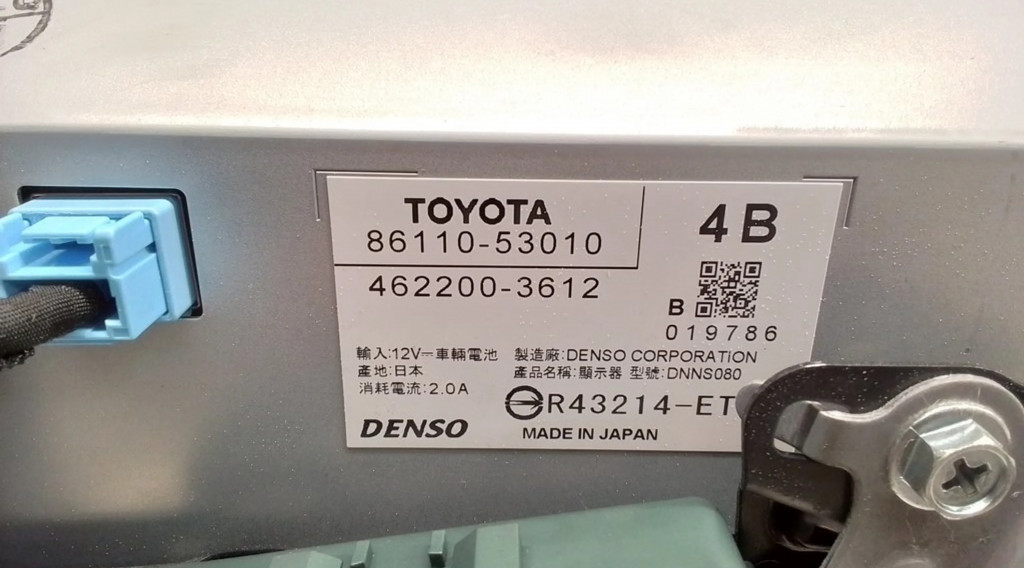 TOYOTA
86110-53010
4B
462200-3612
B
019786
輸入:12V⎓車輛電池 製造廠:DENSO CORPORATION
產地:日本 產品名稱:顯示器 型號:DNNS080
消耗電流:2.0A
R43214-ET
DENSO MADE IN JAPAN